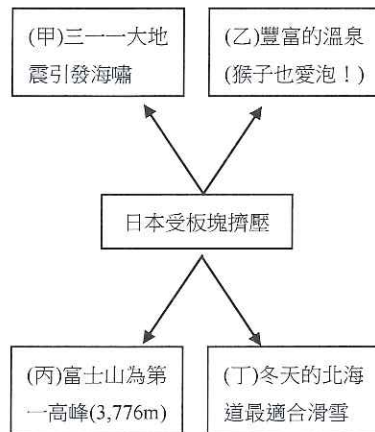 (甲)三一一大地
震引發海嘯
(乙)豐富的溫泉
(猴子也愛泡！)
日本受板塊擠壓
(丙)富士山為第
一高峰(3,776m)
(丁)冬天的北海
道最適合滑雪